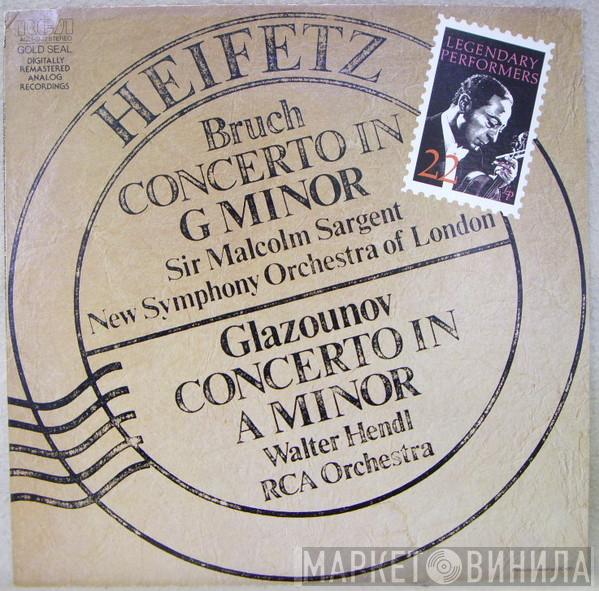 RCA
GOLD SEAL
DIGITALLY
REMASTERED
ANALOG
RECORDINGS
HEIFETZ
LEGENDARY
PERFORMERS
22
Bruch
CONCERTO IN
G MINOR
Sir Malcolm Sargent
New Symphony Orchestra of London
Glazounov
CONCERTO IN
A MINOR
Walter Hendl
RCA Orchestra
МАРКЕТ ВИНИЛА